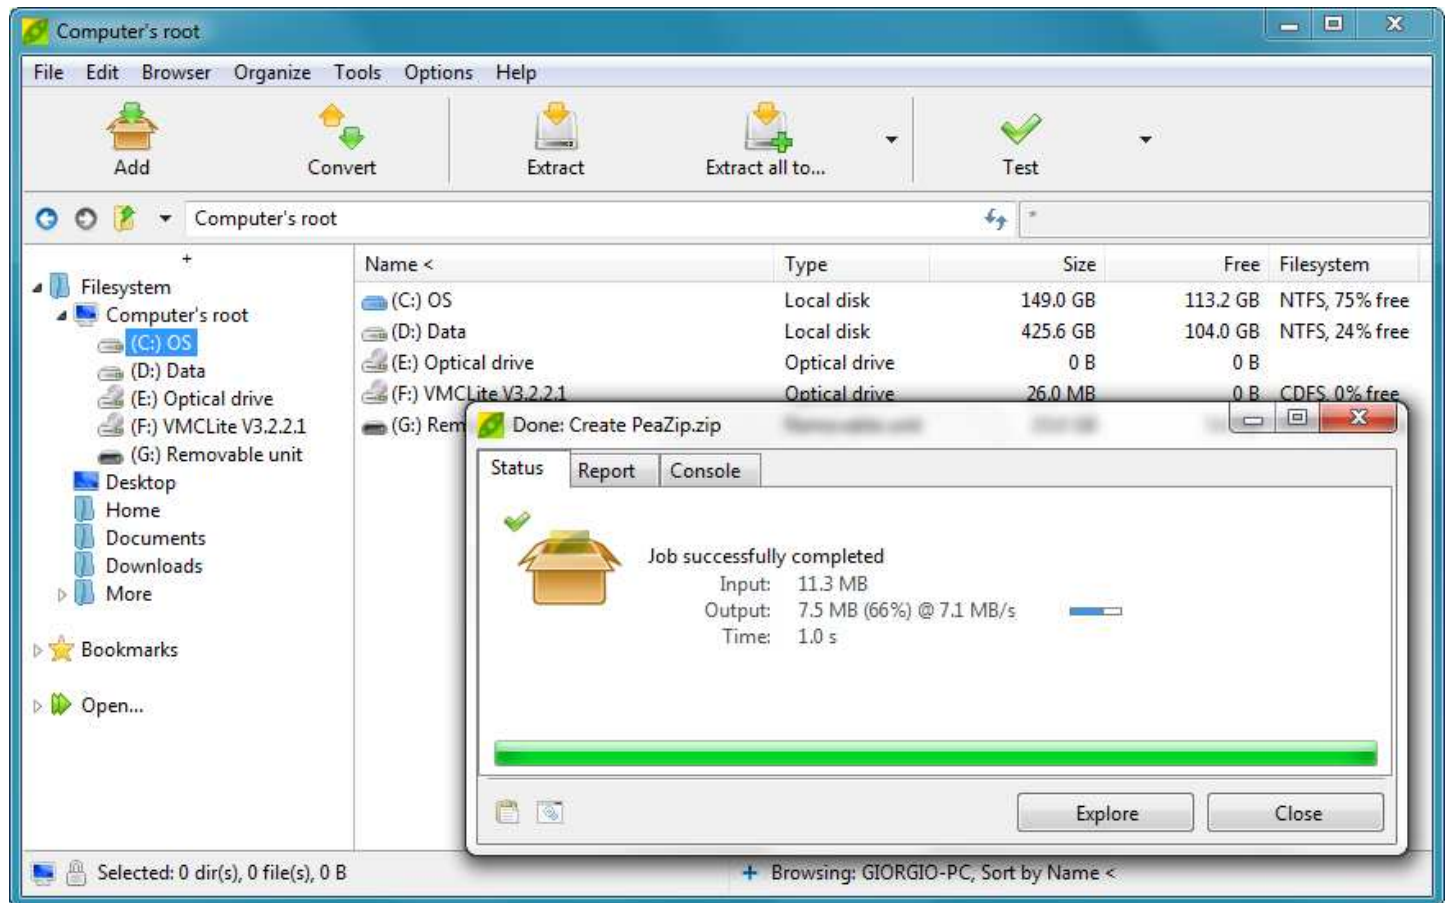 Computer's root
File Edit Browser Organize Tools Options Help
Add Convert Extract Extract all to... Test
Computer's root *
+
Name < Type Size Free Filesystem
Filesystem
Computer's root
(C:) OS
(D:) Data
(E:) Optical drive
(F:) VMCLite V3.2.2.1
(G:) Removable unit
Desktop
Home
Documents
Downloads
More
Bookmarks
Open...
(C:) OS Local disk 149.0 GB 113.2 GB NTFS, 75% free
(D:) Data Local disk 425.6 GB 104.0 GB NTFS, 24% free
(E:) Optical drive Optical drive 0 B 0 B
(F:) VMCLite V3.2.2.1 Optical drive 26.0 MB 0 B CDFS, 0% free
(G:) Rem
Done: Create PeaZip.zip
Status Report Console
Job successfully completed
Input: 11.3 MB
Output: 7.5 MB (66%) @ 7.1 MB/s
Time: 1.0 s
Explore Close
Selected: 0 dir(s), 0 file(s), 0 B + Browsing: GIORGIO-PC, Sort by Name <